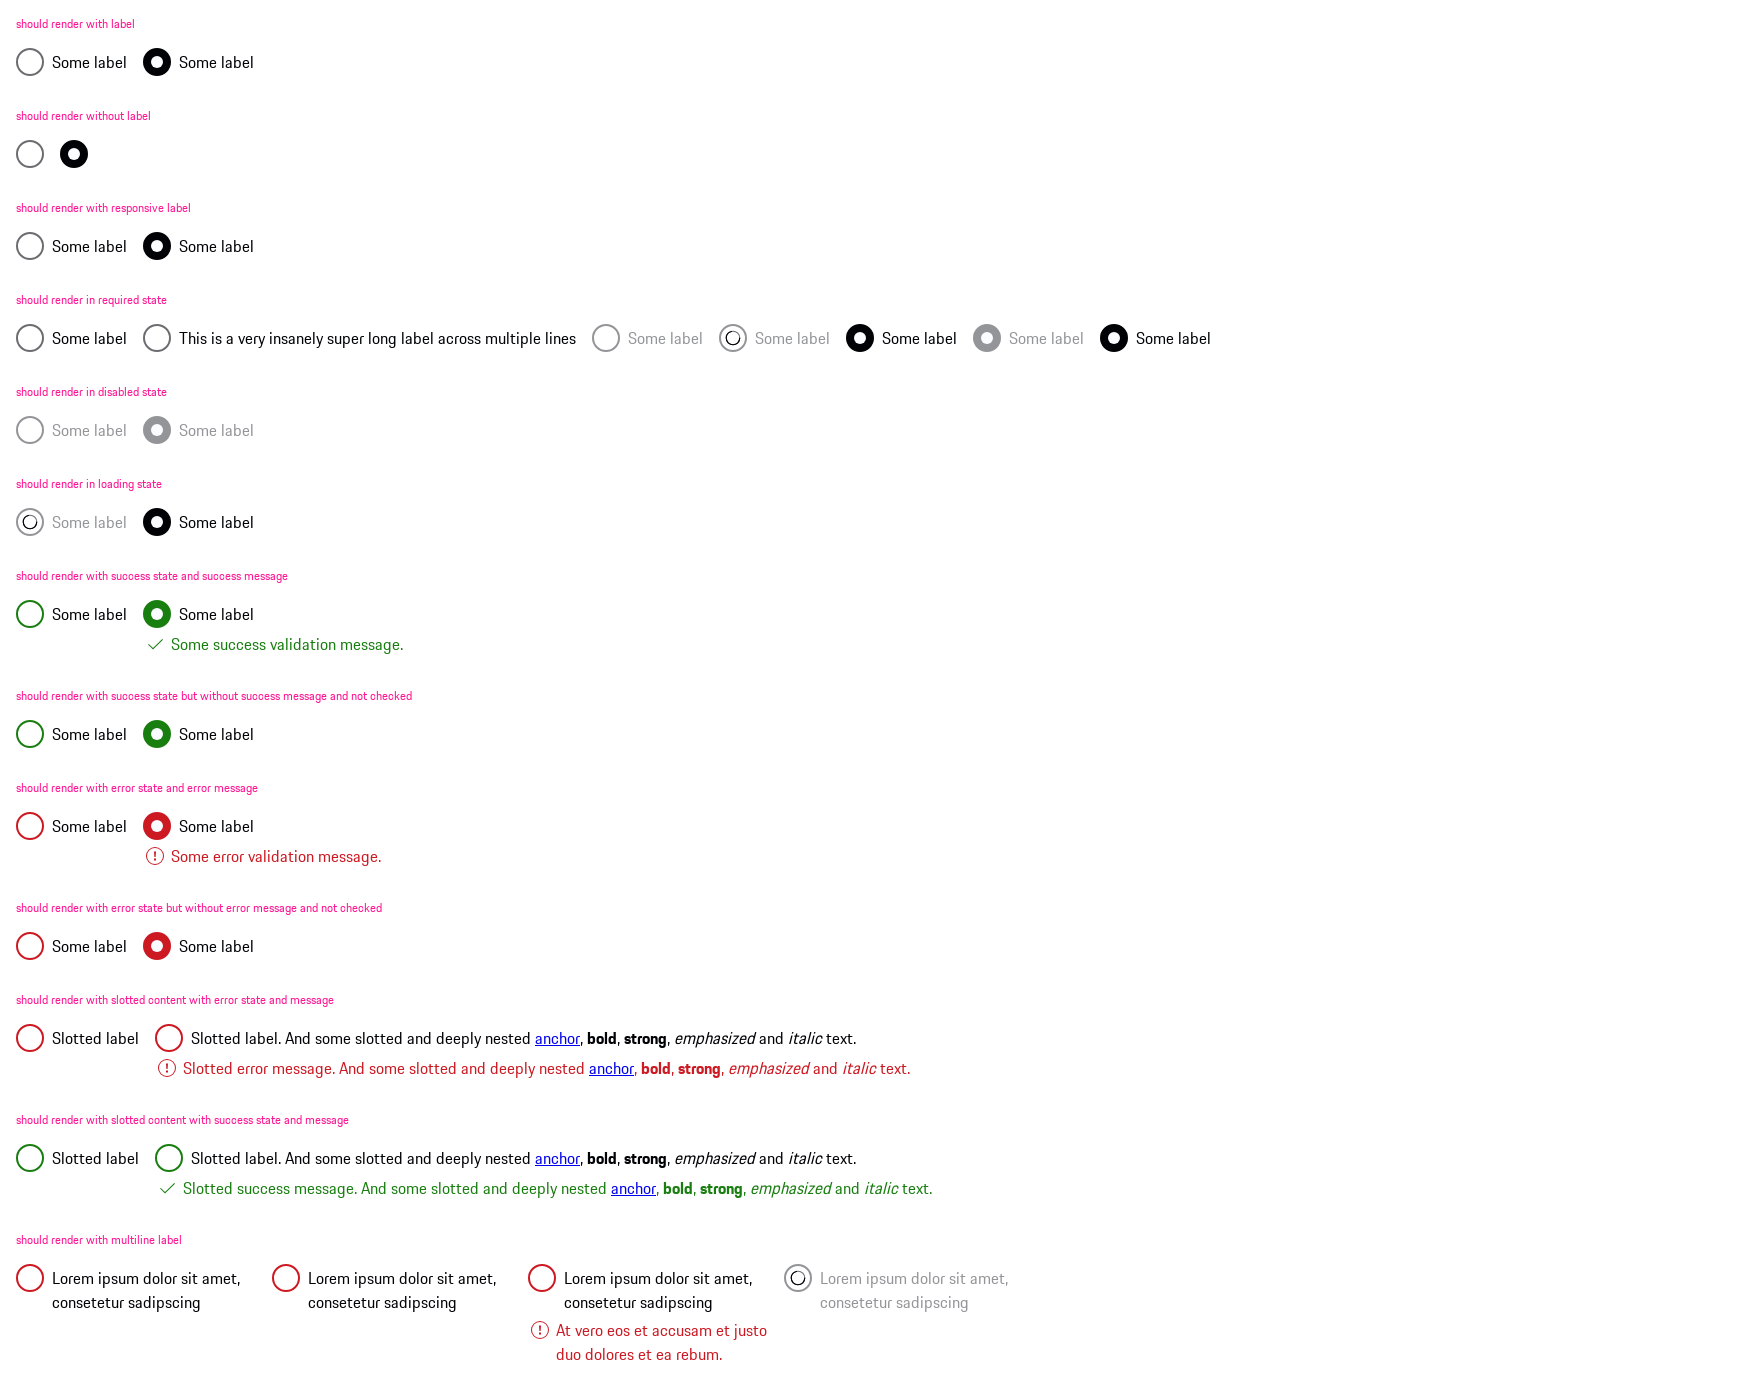 should render with label
Some label Some label
should render without label
should render with responsive label
Some label Some label
should render in required state
Some label This is a very insanely super long label across multiple lines Some label Some label Some label Some label Some label
should render in disabled state
Some label Some label
should render in loading state
Some label Some label
should render with success state and success message
Some label Some label
Some success validation message.
should render with success state but without success message and not checked
Some label Some label
should render with error state and error message
Some label Some label
Some error validation message.
should render with error state but without error message and not checked
Some label Some label
should render with slotted content with error state and message
Slotted label Slotted label. And some slotted and deeply nested anchor, bold, strong, emphasized and italic text.
Slotted error message. And some slotted and deeply nested anchor, bold, strong, emphasized and italic text.
should render with slotted content with success state and message
Slotted label Slotted label. And some slotted and deeply nested anchor, bold, strong, emphasized and italic text.
Slotted success message. And some slotted and deeply nested anchor, bold, strong, emphasized and italic text.
should render with multiline label
Lorem ipsum dolor sit amet,
consetetur sadipscing
Lorem ipsum dolor sit amet,
consetetur sadipscing
Lorem ipsum dolor sit amet,
consetetur sadipscing
At vero eos et accusam et justo
duo dolores et ea rebum.
Lorem ipsum dolor sit amet,
consetetur sadipscing